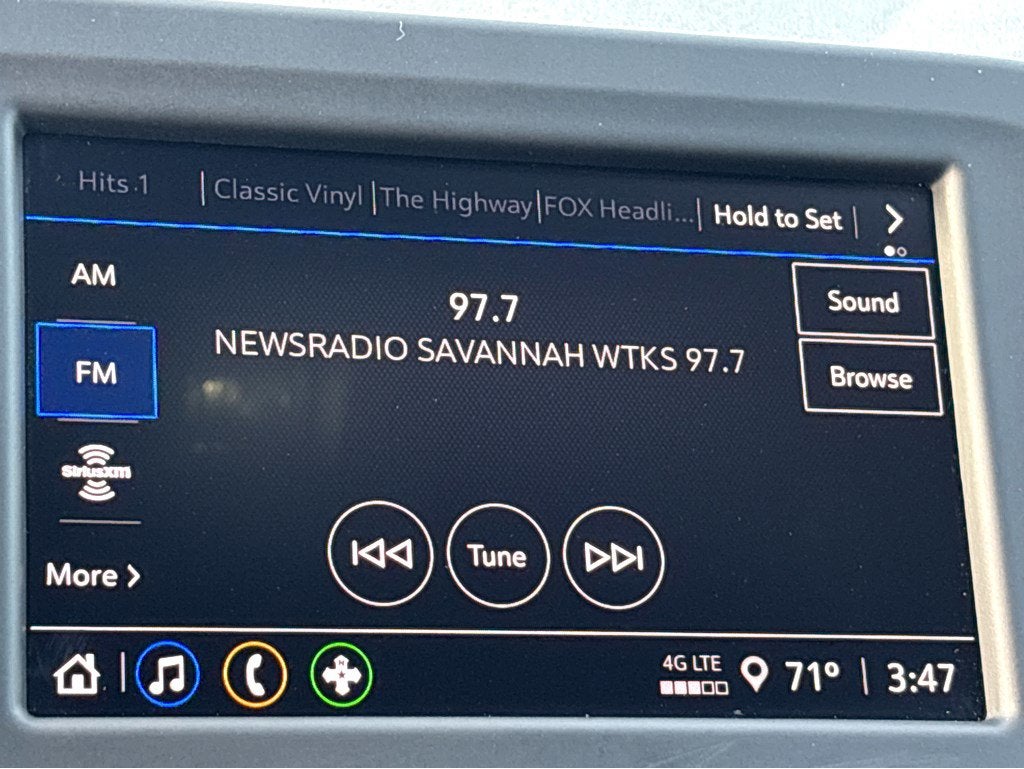 Hits 1 | Classic Vinyl | The Highway | FOX Headli... | Hold to Set |
AM
97.7
Sound
NEWSRADIO SAVANNAH WTKS 97.7
FM
Browse
SiriusXM
Tune
More
4G LTE
71° | 3:47
N